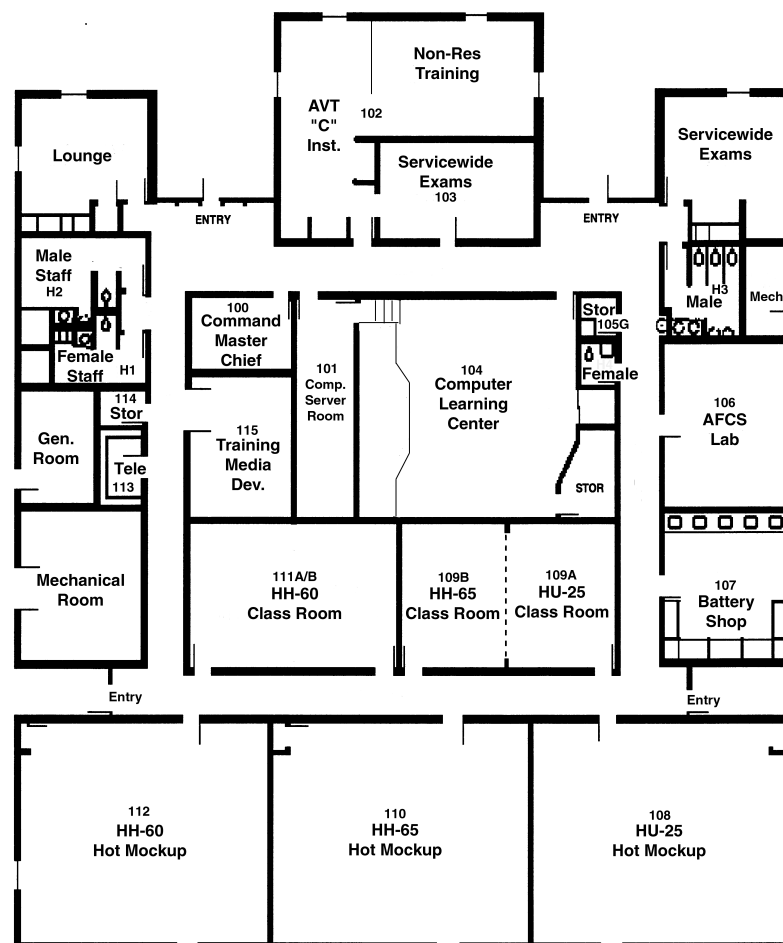 Non-Res
Training
AVT
"C"
Inst.
102
Servicewide
Exams
103
Lounge
Servicewide
Exams
ENTRY
ENTRY
Male
Staff
H2
Female
Staff
H1
100
Command
Master
Chief
101
Comp.
Server
Room
104
Computer
Learning
Center
Stor
105G
Female
H3
Male
Mech
114
Stor
Gen.
Room
Tele
113
115
Training
Media
Dev.
STOR
106
AFCS
Lab
Mechanical
Room
111A/B
HH-60
Class Room
109B
HH-65
Class Room
109A
HU-25
Class Room
107
Battery
Shop
Entry
Entry
112
HH-60
Hot Mockup
110
HH-65
Hot Mockup
108
HU-25
Hot Mockup